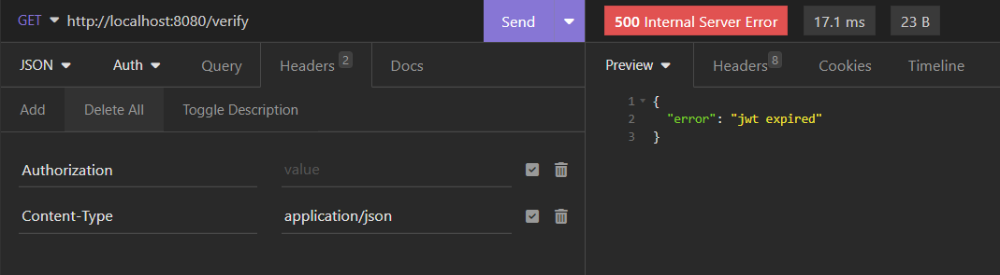 GET http://localhost:8080/verify Send 500 Internal Server Error 17.1 ms 23 B
JSON Auth Query Headers 2 Docs Preview Headers 8 Cookies Timeline
Add Delete All Toggle Description
1 {
2 "error": "jwt expired"
3 }
Authorization value
Content-Type application/json